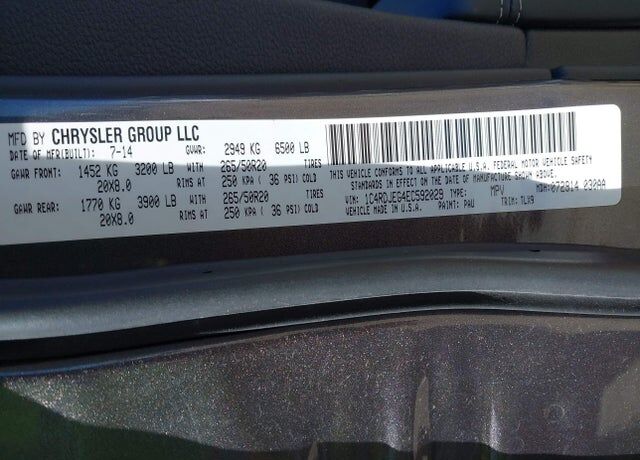 MFD BY CHRYSLER GROUP LLC
DATE OF MFR(BUILT): 7-14 GVWR: 2949 KG 6500 LB
GAWR FRONT: 1452 KG 3200 LB WITH 265/50R20 TIRES
20X8.0 RIMS AT 250 KPA ( 36 PSI) COLD
GAWR REAR: 1770 KG 3900 LB WITH 265/50R20 TIRES
20X8.0 RIMS AT 250 KPA ( 36 PSI) COLD
THIS VEHICLE CONFORMS TO ALL APPLICABLE U.S.A. FEDERAL MOTOR VEHICLE SAFETY
STANDARDS IN EFFECT ON THE DATE OF MANUFACTURE SHOWN ABOVE.
VIN: 1C4RDJEG4EC592029 TYPE: MPV MDH: 072814 030AA
VEHICLE MADE IN U.S.A. PAINT: PAU TRIM: TLX9